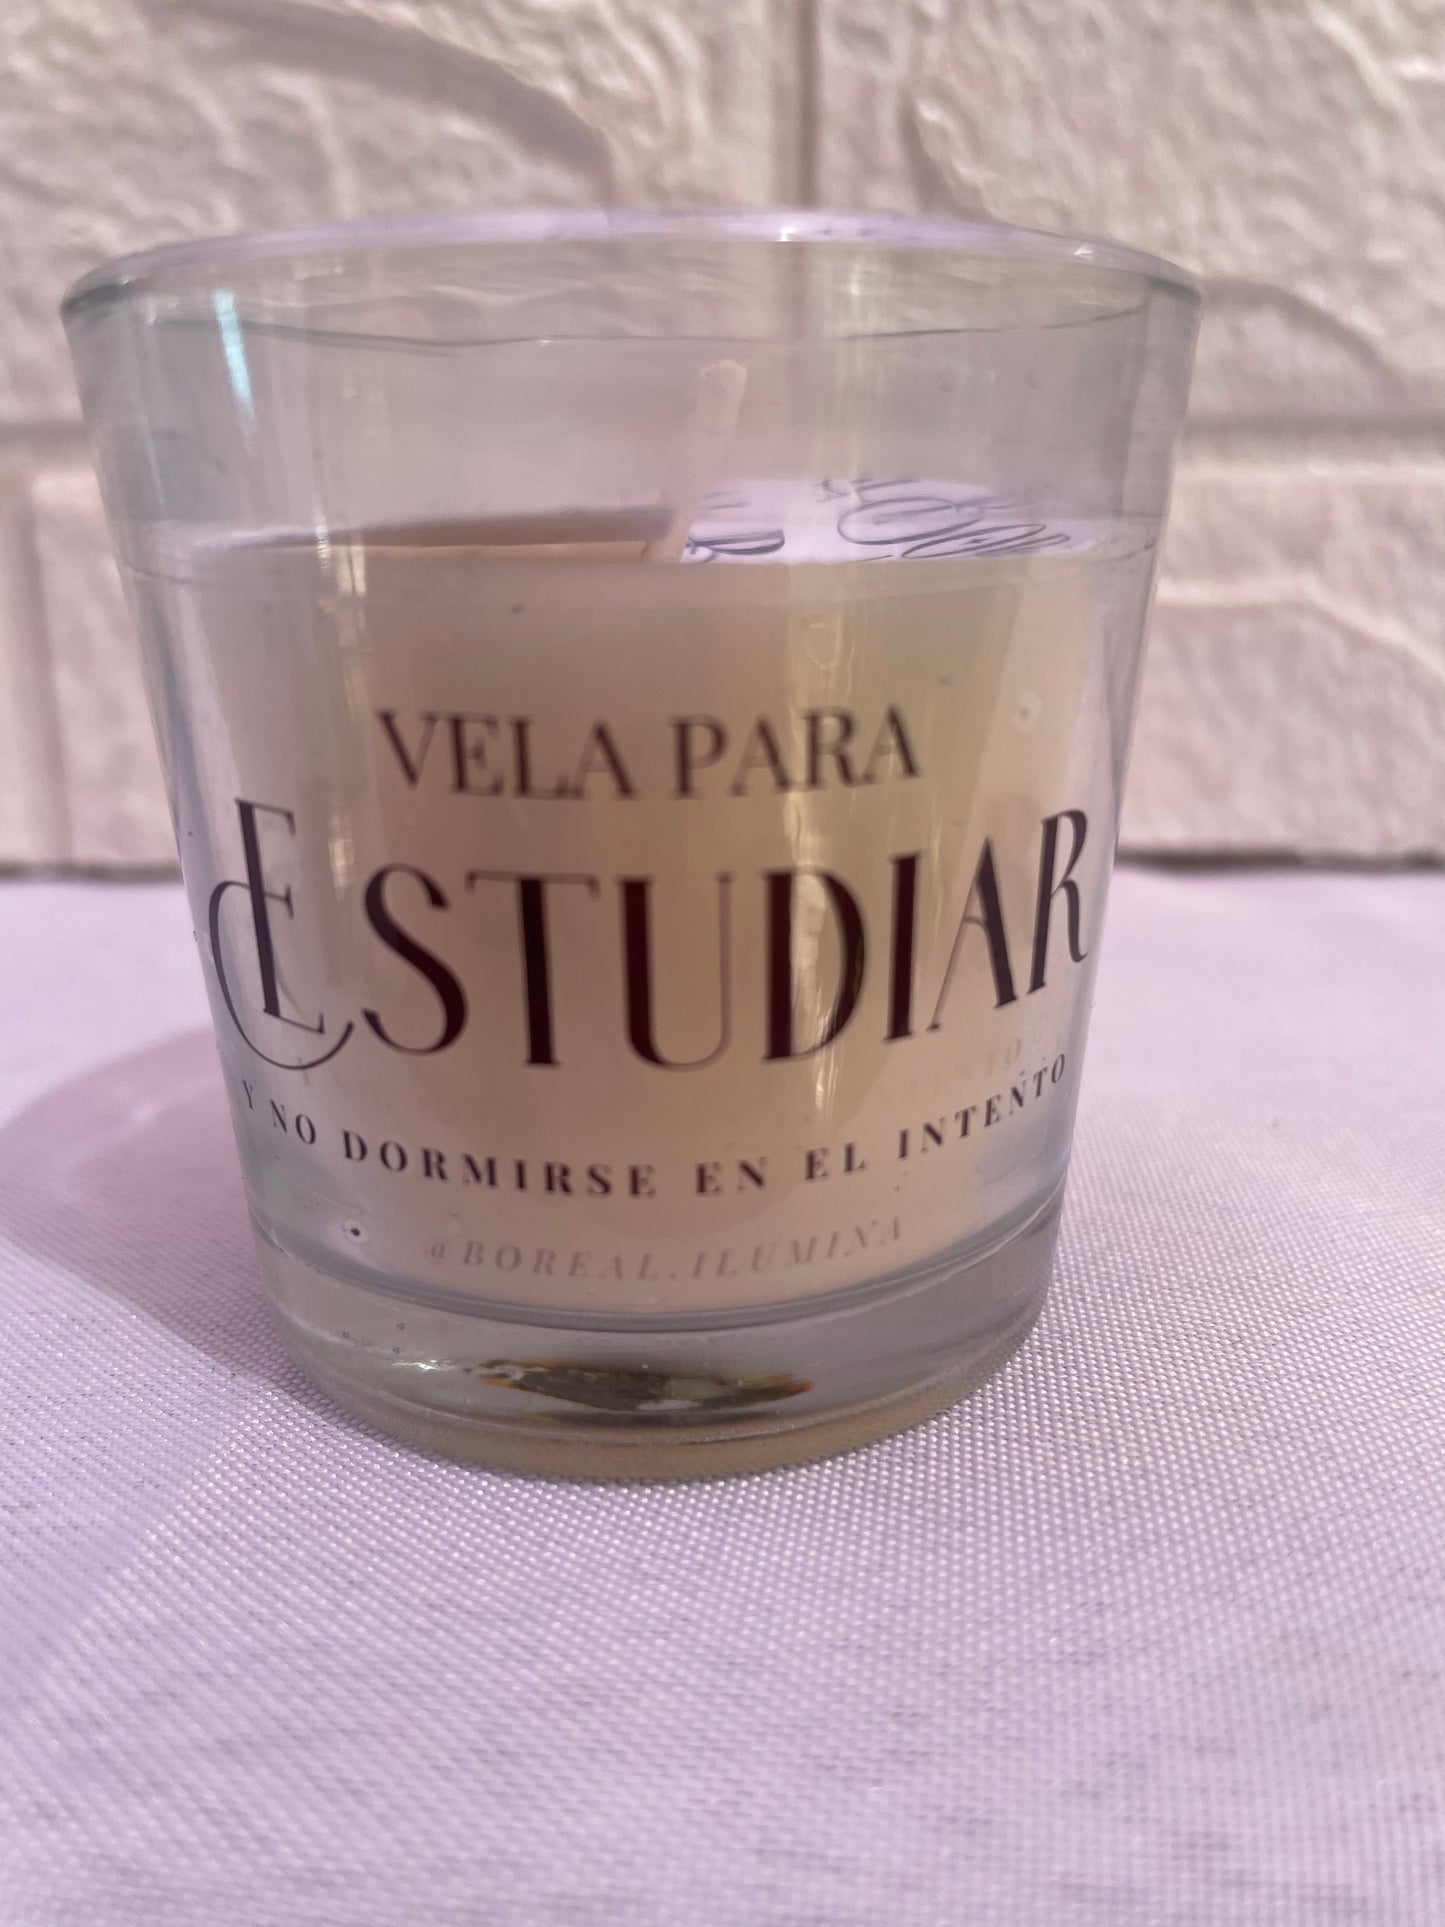 VELA PARA
ESTUDIAR
Y NO DORMIRSE EN EL INTENTO
@BOREAL.ILUMINA